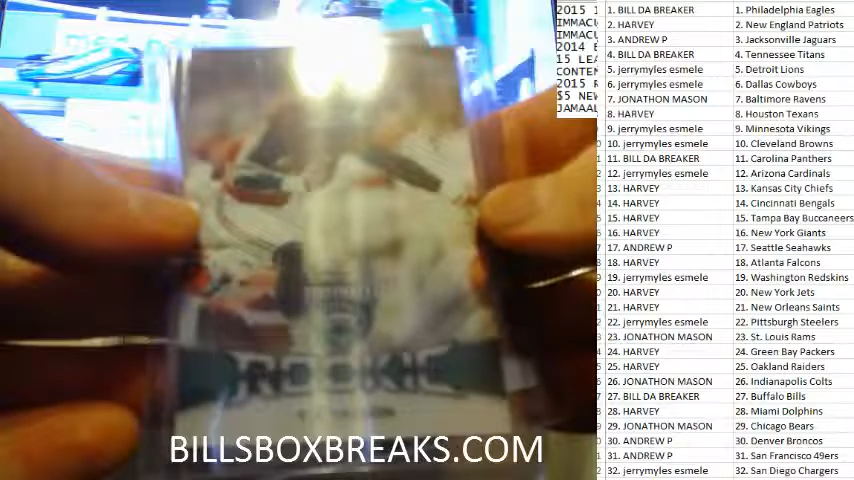 2015 1
IMMACU
IMMACU
2014 E
15 LEA
CONTEN
2015 R
$5 NEW
JAMAAL
1. BILL DA BREAKER 1. Philadelphia Eagles
2. HARVEY 2. New England Patriots
3. ANDREW P 3. Jacksonville Jaguars
4. BILL DA BREAKER 4. Tennessee Titans
5. jerrymyles esmele 5. Detroit Lions
6. jerrymyles esmele 6. Dallas Cowboys
7. JONATHON MASON 7. Baltimore Ravens
8. HARVEY 8. Houston Texans
9. jerrymyles esmele 9. Minnesota Vikings
10. jerrymyles esmele 10. Cleveland Browns
11. BILL DA BREAKER 11. Carolina Panthers
12. jerrymyles esmele 12. Arizona Cardinals
13. HARVEY 13. Kansas City Chiefs
14. HARVEY 14. Cincinnati Bengals
15. HARVEY 15. Tampa Bay Buccaneers
16. HARVEY 16. New York Giants
17. ANDREW P 17. Seattle Seahawks
18. HARVEY 18. Atlanta Falcons
19. jerrymyles esmele 19. Washington Redskins
20. HARVEY 20. New York Jets
21. HARVEY 21. New Orleans Saints
22. jerrymyles esmele 22. Pittsburgh Steelers
23. JONATHON MASON 23. St. Louis Rams
24. HARVEY 24. Green Bay Packers
25. HARVEY 25. Oakland Raiders
26. JONATHON MASON 26. Indianapolis Colts
27. BILL DA BREAKER 27. Buffalo Bills
28. HARVEY 28. Miami Dolphins
29. JONATHON MASON 29. Chicago Bears
30. ANDREW P 30. Denver Broncos
31. ANDREW P 31. San Francisco 49ers
32. jerrymyles esmele 32. San Diego Chargers
ROOKIE
BILLSBOXBREAKS.COM